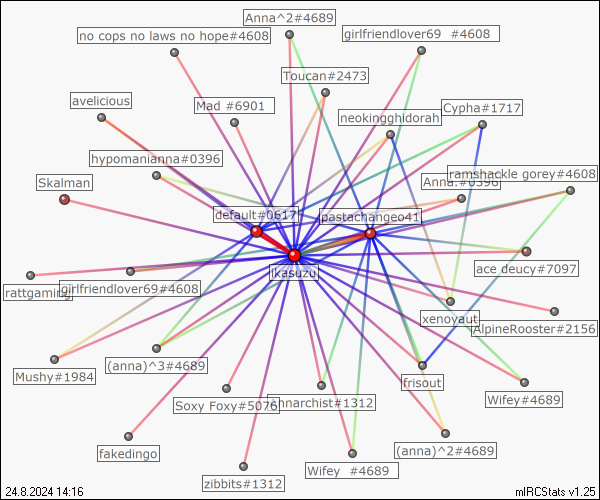 Anna^2#4689
no cops no laws no hope#4608
girlfriendlover69 #4608
Toucan#2473
avelicious
Mad #6901
neokingghidorah
Cypha#1717
hypomanianna#0396
ramshackle gorey#4608
Skalman
Anna.#0396
default#0617
pastachangeo41
ikasuzu
ace deucy#7097
rattgaming
girlfriendlover69#4608
xenovaut
AlpineRooster#2156
Mushy#1984
(anna)^3#4689
frisout
Soxy Foxy#5076
#1312
Wifey#4689
fakedingo
(anna)^2#4689
zibbits#1312
Wifey #4689
24.8.2024 14:16
mIRCStats v1.25